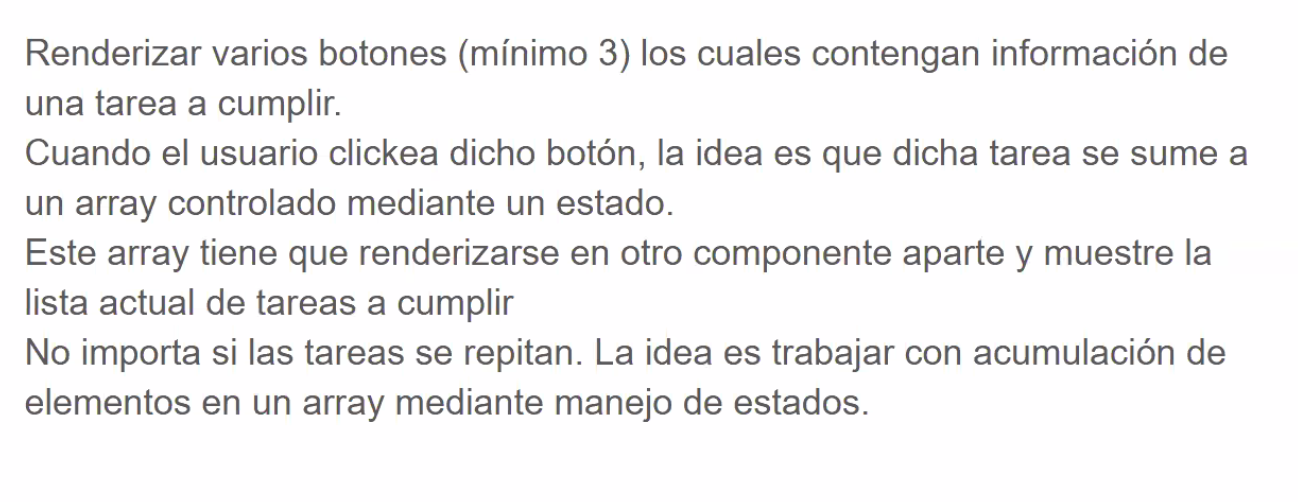 Renderizar varios botones (mínimo 3) los cuales contengan información de
una tarea a cumplir.
Cuando el usuario clickea dicho botón, la idea es que dicha tarea se sume a
un array controlado mediante un estado.
Este array tiene que renderizarse en otro componente aparte y muestre la
lista actual de tareas a cumplir
No importa si las tareas se repitan. La idea es trabajar con acumulación de
elementos en un array mediante manejo de estados.